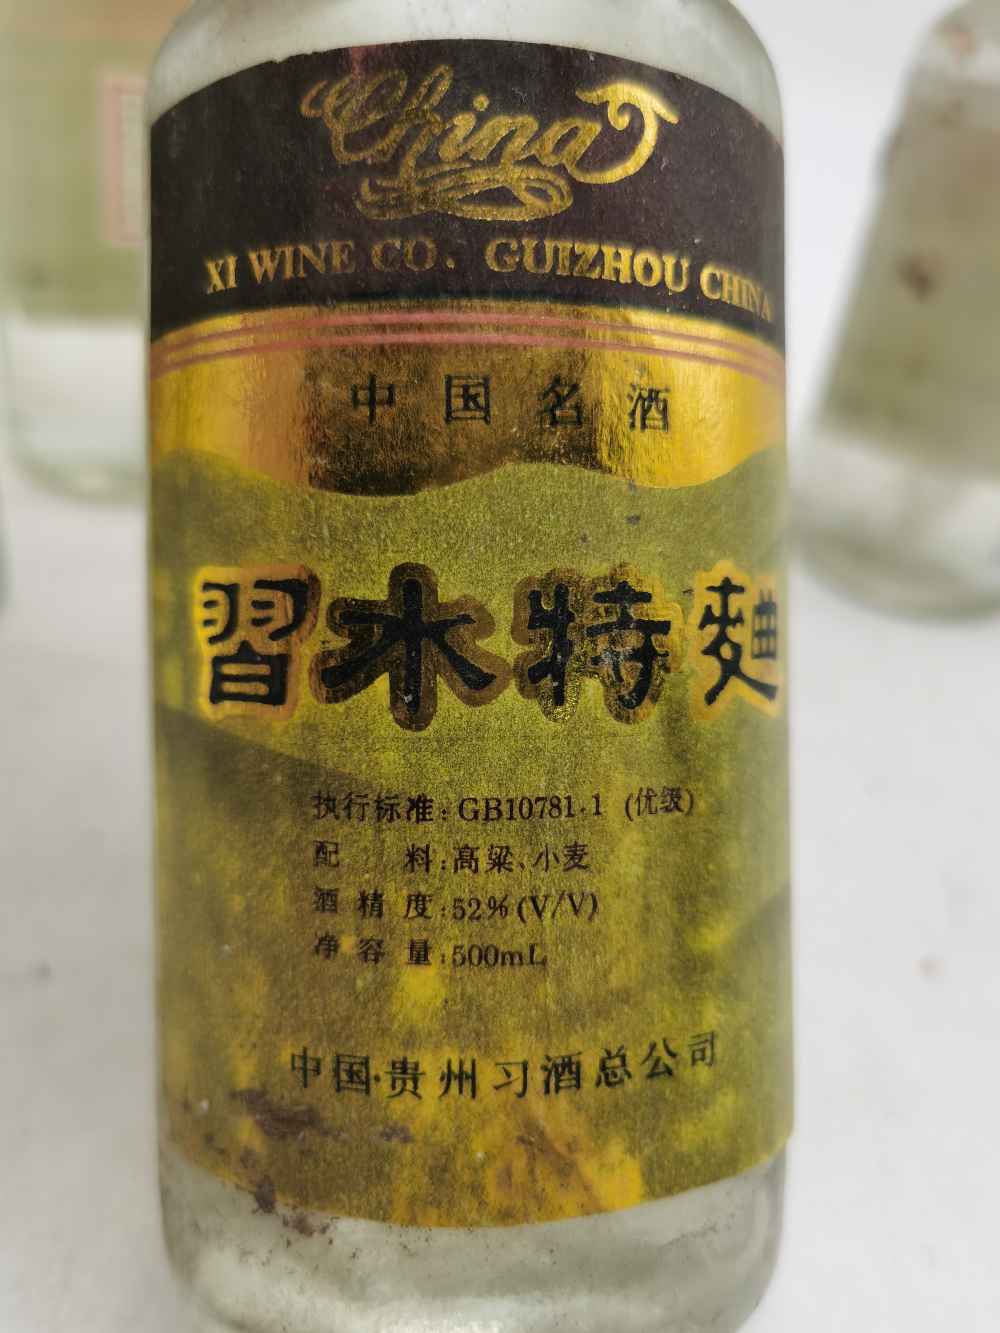 China
XI WINE CO. GUIZHOU CHINA
中国名酒
習水特麯
执行标准:GB10781.1 (优级)
配 料:高粱、小麦
酒精度:52%(V/V)
净容量:500mL
中国·贵州习酒总公司